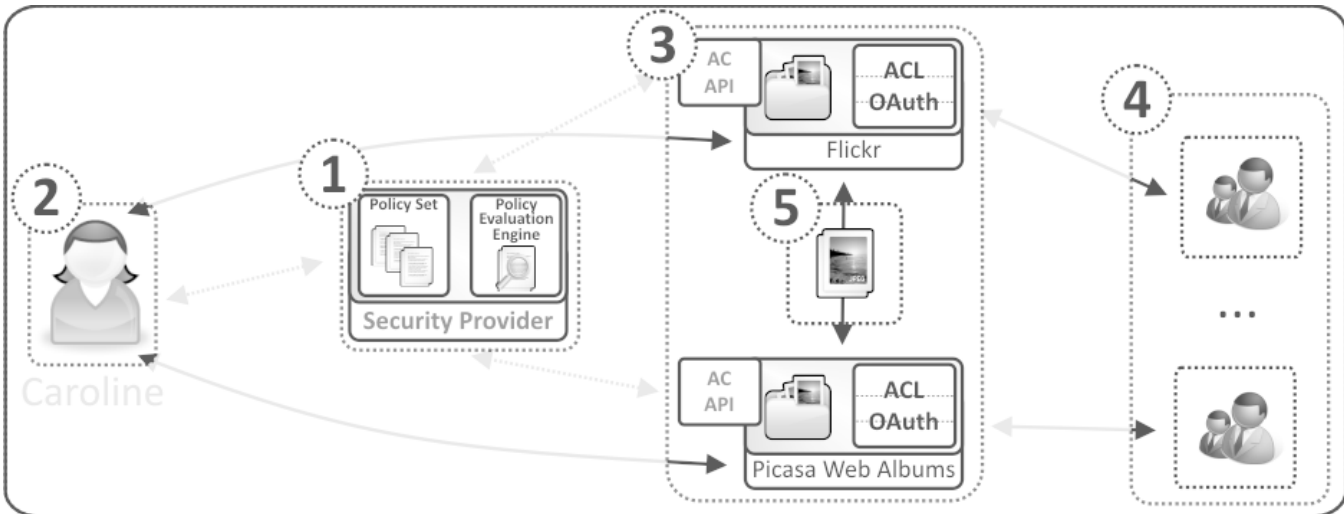 3
AC
API
ACL
OAuth
Flickr
4
2
Caroline
1
Policy Set
Policy
Evaluation
Engine
Security Provider
5
JPEG
...
AC
API
ACL
OAuth
Picasa Web Albums